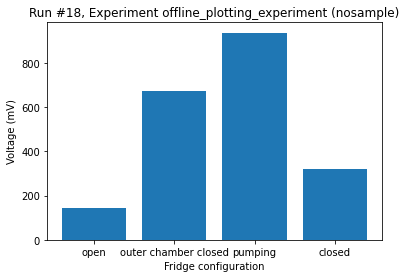 Run #18, Experiment offline_plotting_experiment (nosample)
Voltage (mV)
800
600
400
200
0
open outer chamber closed pumping closed
Fridge configuration